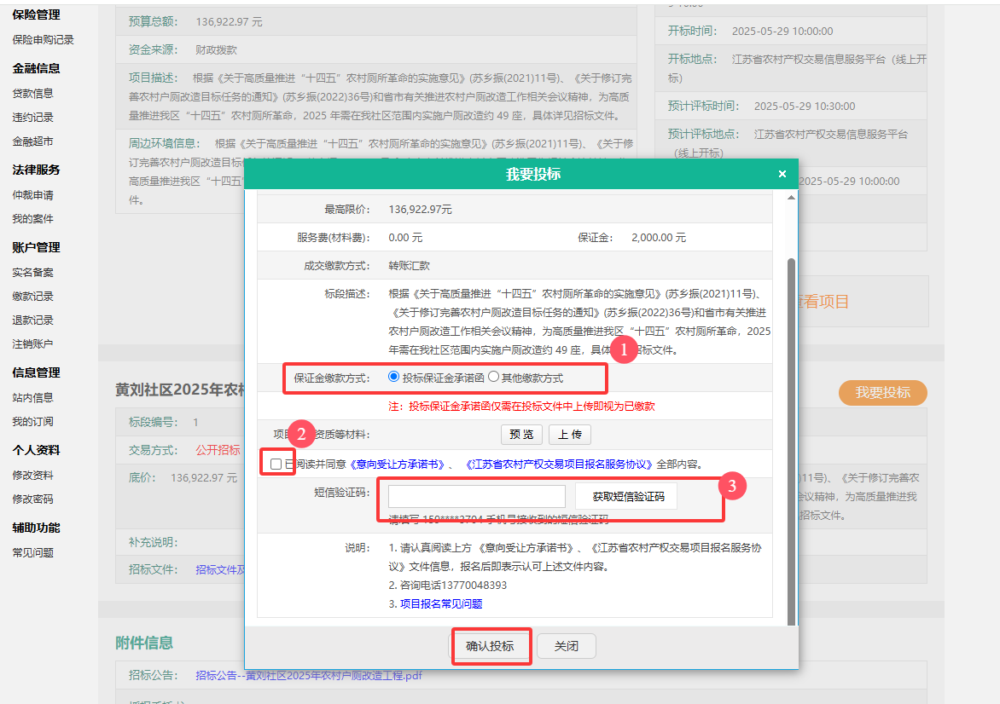 保险管理
保险申购记录
金融信息
贷款信息
违约记录
金融超市
法律服务
仲裁申请
我的案件
账户管理
实名备案
缴款记录
退款记录
注销账户
信息管理
站内信息
我的订阅
个人资料
修改资料
修改密码
辅助功能
常见问题
预算总额： 136,922.97 元
资金来源： 财政拨款
项目描述： 根据《关于高质量推进“十四五”农村厕所革命的实施意见》(苏乡振(2021)11号)、《关于修订完
善农村户厕改造目标任务的通知》(苏乡振(2022)36号)和省市有关推进农村户厕改造工作相关会议精神，为高质
量推进我区“十四五”农村厕所革命，2025 年需在我社区范围内实施户厕改造约 49 座，具体详见招标文件。
周边环境信息： 根据《关于高质量推进“十四五”农村厕所革命的实施意见》(苏乡振(2021)11号)、《关于修
订完善农村户厕改造目标
高质量推进我区“十四五”
件。
开标时间： 2025-05-29 10:00:00
开标地点： 江苏省农村产权交易信息服务平台（线上开
标）
预计评标时间： 2025-05-29 10:30:00
预计评标地点： 江苏省农村产权交易信息服务平台
（线上开标）
2025-05-29 10:00:00
看项目
我要投标
×
最高限价： 136,922.97元
服务费(材料费)： 0.00 元 保证金： 2,000.00 元
成交缴款方式： 转账汇款
标段描述： 根据《关于高质量推进“十四五”农村厕所革命的实施意见》(苏乡振(2021)11号)、
《关于修订完善农村户厕改造目标任务的通知》(苏乡振(2022)36号)和省市有关推进
农村户厕改造工作相关会议精神，为高质量推进我区“十四五”农村厕所革命，2025
年需在我社区范围内实施户厕改造约 49 座，具体 招标文件。
1
保证金缴款方式： 投标保证金承诺函 其他缴款方式
注：投标保证金承诺函仅需在投标文件中上传即视为已缴款
2
项目 资质等材料： 预 览 上 传
已阅读并同意《意向受让方承诺书》、《江苏省农村产权交易项目报名服务协议》全部内容。
3
短信验证码： 获取短信验证码
请填写 150****3704 手机号接收到的短信验证码
说明： 1. 请认真阅读上方 《意向受让方承诺书》、《江苏省农村产权交易项目报名服务协
议》文件信息，报名后即表示认可上述文件内容。
2. 咨询电话13770048393
3. 项目报名常见问题
确认投标 关闭
黄刘社区2025年农村
我要投标
标段编号： 1
交易方式： 公开招标
底价： 136,922.97 元
11号)、《关于修订完善农
会议精神，为高质量推进我
招标文件。
补充说明：
招标文件： 招标文件及
附件信息
招标公告： 招标公告--黄刘社区2025年农村户厕改造工程.pdf